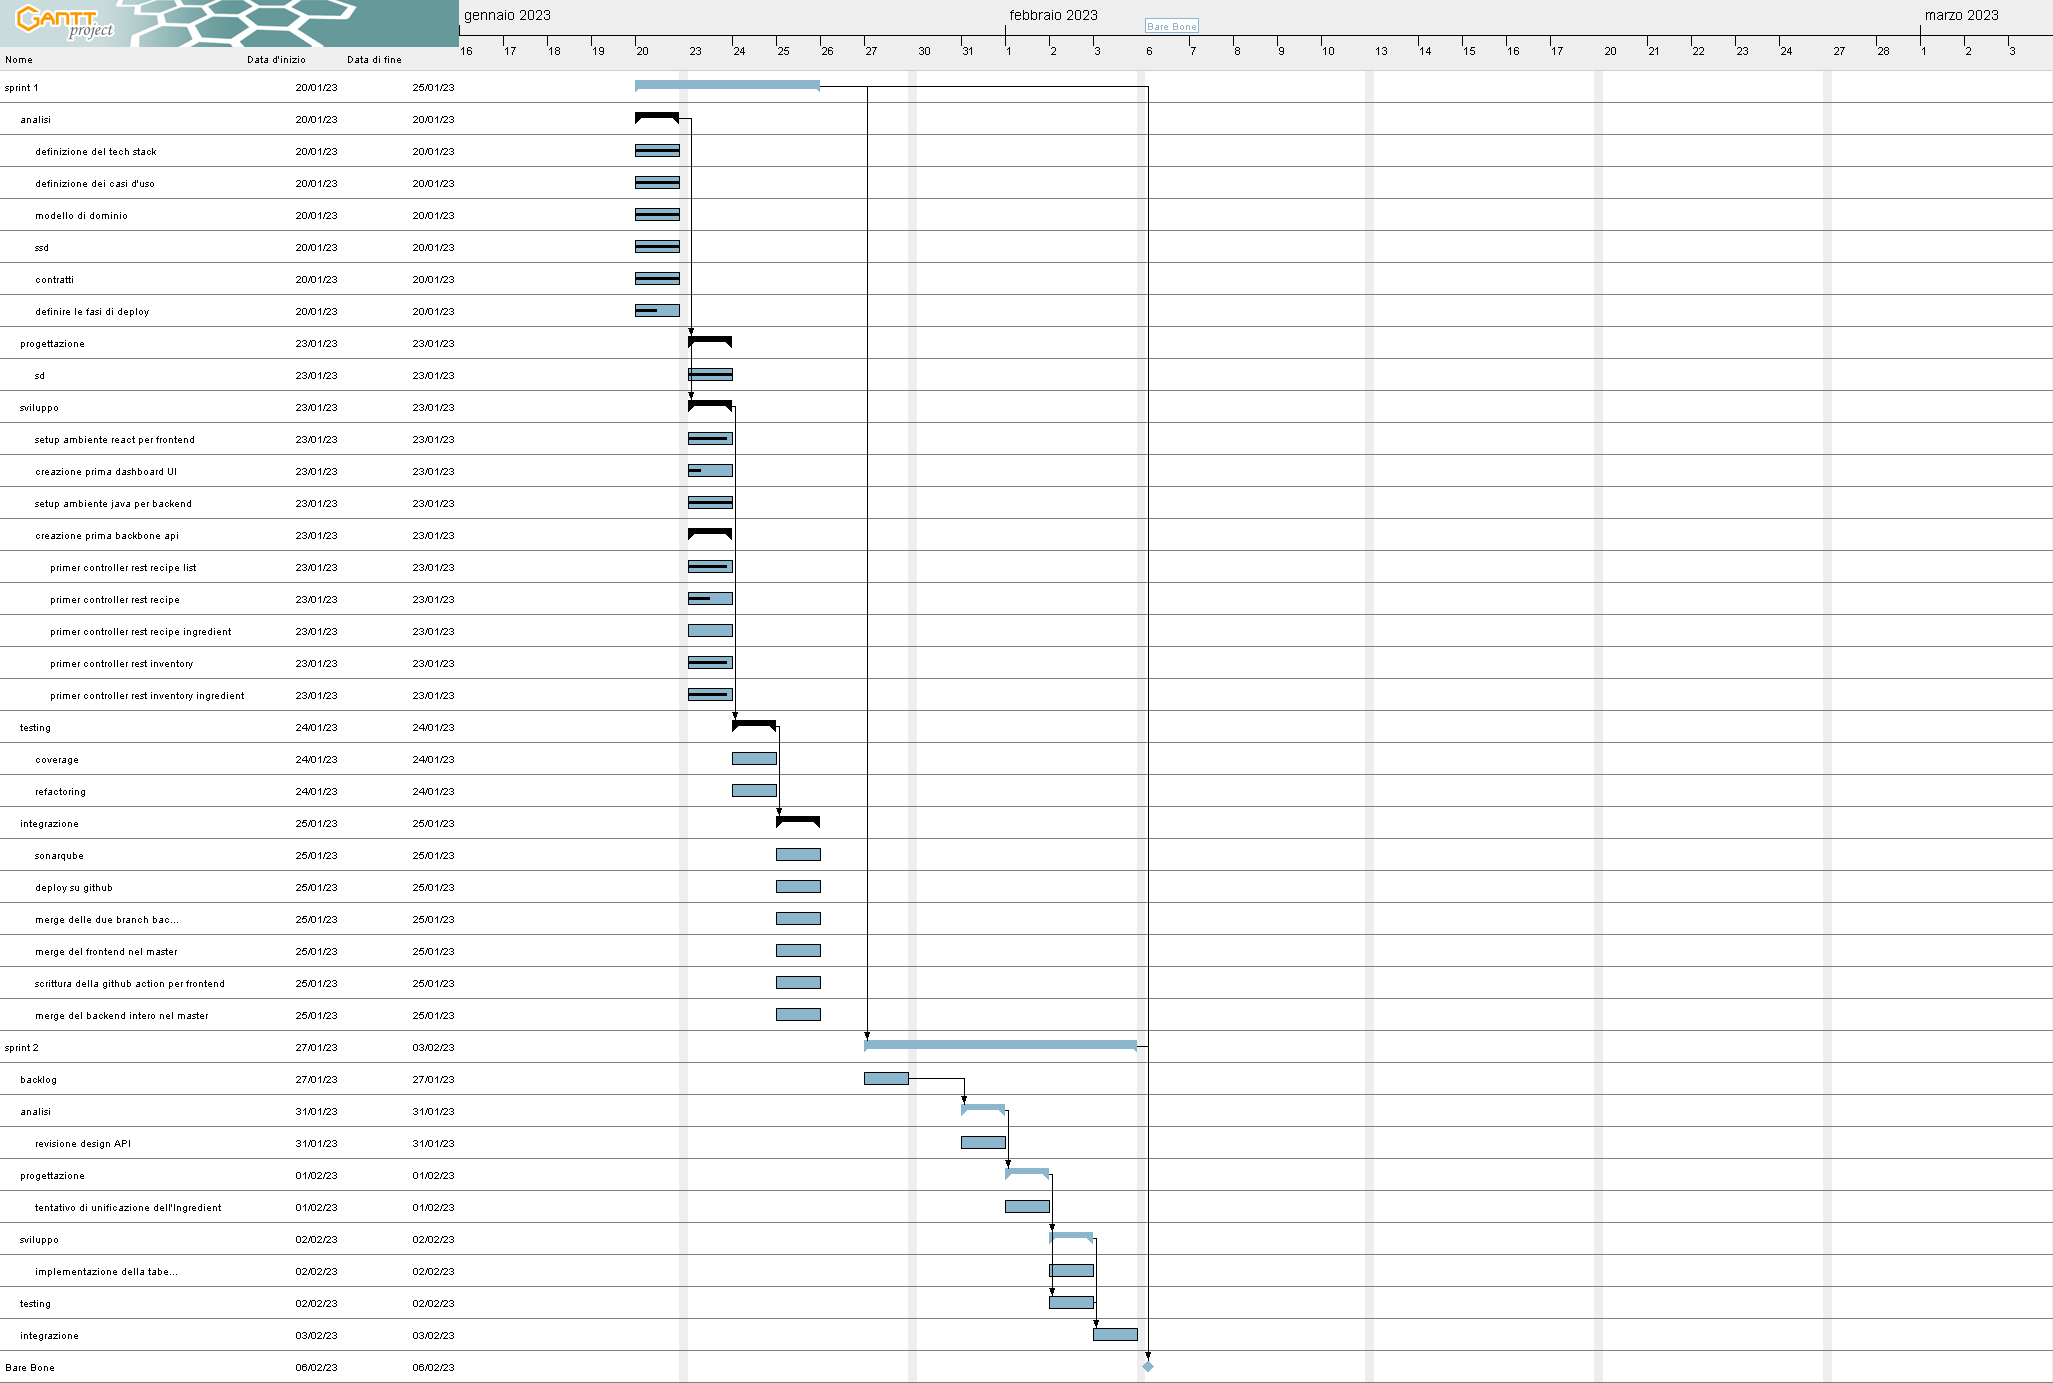 GANTT
project
gennaio 2023
febbraio 2023
marzo 2023
Bare Bone
16 17 18 19 20 23 24 25 26 27 30 31 1 2 3 6 7 8 9 10 13 14 15 16 17 20 21 22 23 24 27 28 1 2 3
Nome Data d'inizio Data di fine
sprint 1 20/01/23 25/01/23
analisi 20/01/23 20/01/23
definizione del tech stack 20/01/23 20/01/23
definizione dei casi d'uso 20/01/23 20/01/23
modello di dominio 20/01/23 20/01/23
ssd 20/01/23 20/01/23
contratti 20/01/23 20/01/23
definire le fasi di deploy 20/01/23 20/01/23
progettazione 23/01/23 23/01/23
sd 23/01/23 23/01/23
sviluppo 23/01/23 23/01/23
setup ambiente react per frontend 23/01/23 23/01/23
creazione prima dashboard UI 23/01/23 23/01/23
setup ambiente java per backend 23/01/23 23/01/23
creazione prima backbone api 23/01/23 23/01/23
primer controller rest recipe list 23/01/23 23/01/23
primer controller rest recipe 23/01/23 23/01/23
primer controller rest recipe ingredient 23/01/23 23/01/23
primer controller rest inventory 23/01/23 23/01/23
primer controller rest inventory ingredient 23/01/23 23/01/23
testing 24/01/23 24/01/23
coverage 24/01/23 24/01/23
refactoring 24/01/23 24/01/23
integrazione 25/01/23 25/01/23
sonarqube 25/01/23 25/01/23
deploy su github 25/01/23 25/01/23
merge delle due branch bac... 25/01/23 25/01/23
merge del frontend nel master 25/01/23 25/01/23
scrittura della github action per frontend 25/01/23 25/01/23
merge del backend intero nel master 25/01/23 25/01/23
sprint 2 27/01/23 03/02/23
backlog 27/01/23 27/01/23
analisi 31/01/23 31/01/23
revisione design API 31/01/23 31/01/23
progettazione 01/02/23 01/02/23
tentativo di unificazione dell'Ingredient 01/02/23 01/02/23
sviluppo 02/02/23 02/02/23
implementazione della tabe... 02/02/23 02/02/23
testing 02/02/23 02/02/23
integrazione 03/02/23 03/02/23
Bare Bone 06/02/23 06/02/23